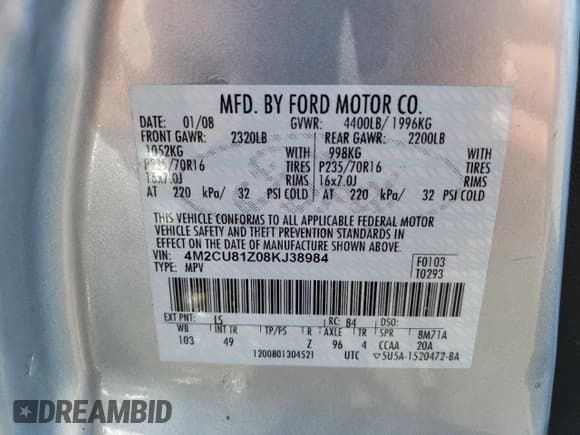 MFD. BY FORD MOTOR CO.
DATE: 01/08 GVWR: 4400LB/ 1996KG
FRONT GAWR: 2320LB REAR GAWR: 2200LB
1052KG WITH 998KG WITH
P235/70R16 TIRES P235/70R16 TIRES
16x7.0J RIMS 16x7.0J RIMS
AT 220 kPa/ 32 PSI COLD AT 220 kPa/ 32 PSI COLD
THIS VEHICLE CONFORMS TO ALL APPLICABLE FEDERAL MOTOR
VEHICLE SAFETY AND THEFT PREVENTION STANDARDS IN
EFFECT ON THE DATE OF MANUFACTURE SHOWN ABOVE.
VIN: 4M2CU81Z08KJ38984 F0103
TYPE: MPV T0293
EXT PNT: LS RC: 84 DSO:
WB INT TR TP/PS R AXLE TR SPR 8M71A
103 49 Z 96 4 CCAA 20A
1200801304521 UTC ▽5U5A-1520472-BA
DREAMBID